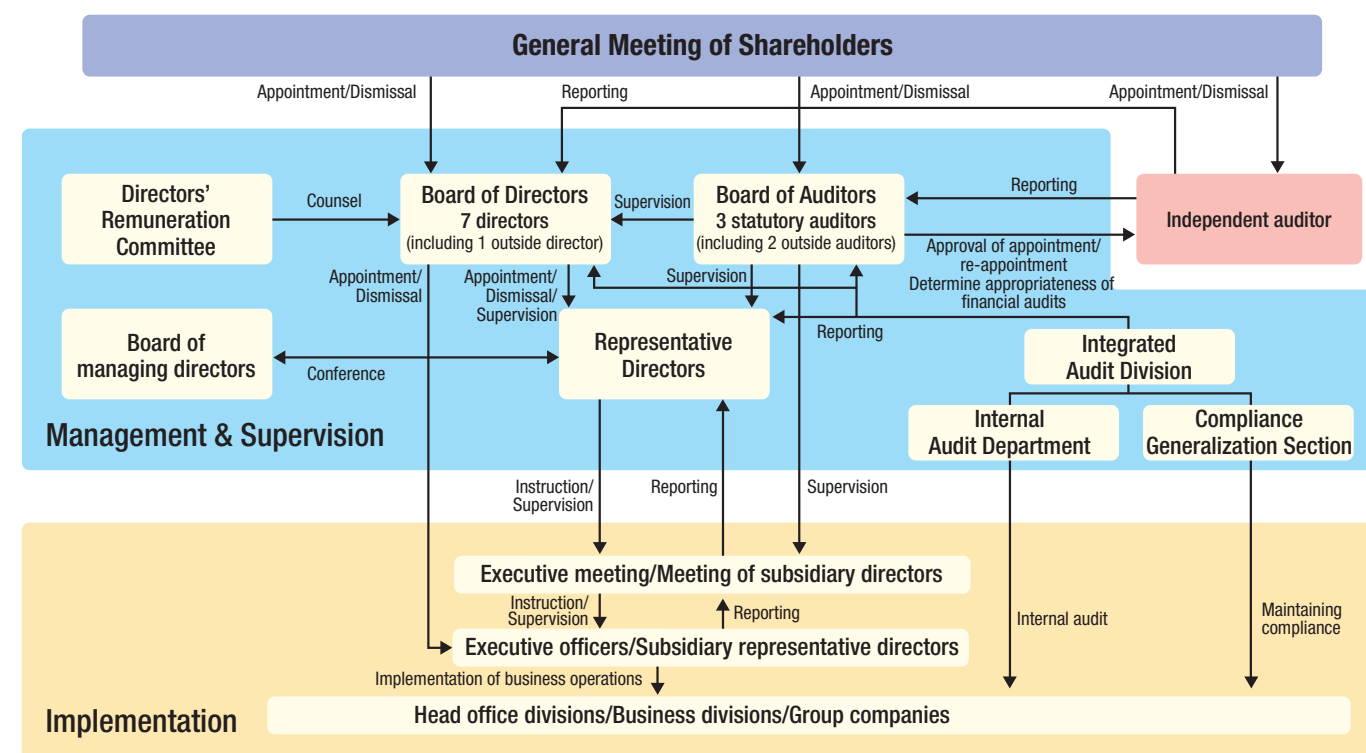 General Meeting of Shareholders
Appointment/Dismissal
Reporting
Appointment/Dismissal
Appointment/Dismissal
Directors’
Remuneration
Committee
Counsel
Board of Directors
7 directors
(including 1 outside director)
Supervision
Board of Auditors
3 statutory auditors
(including 2 outside auditors)
Reporting
Independent auditor
Approval of appointment/
re-appointment
Determine appropriateness of
financial audits
Appointment/
Dismissal
Appointment/
Dismissal/
Supervision
Supervision
Reporting
Board of
managing directors
Conference
Representative
Directors
Integrated
Audit Division
Internal
Audit Department
Compliance
Generalization Section
Management & Supervision
Instruction/
Supervision
Reporting
Supervision
Executive meeting/Meeting of subsidiary directors
Instruction/
Supervision
Reporting
Internal audit
Maintaining
compliance
Executive officers/Subsidiary representative directors
Implementation of business operations
Implementation
Head office divisions/Business divisions/Group companies